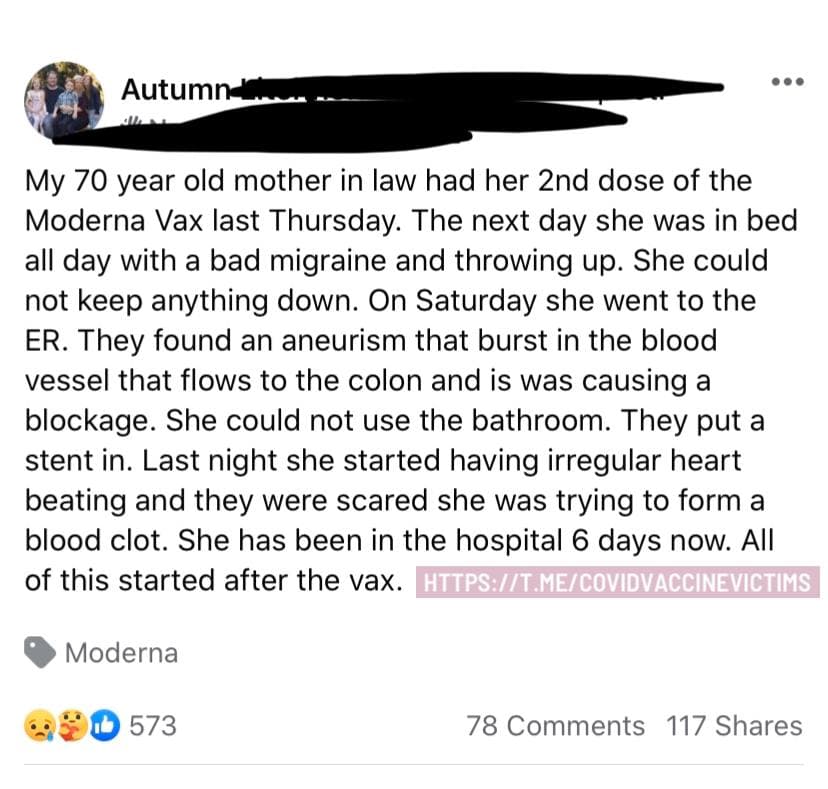 Autumn
My 70 year old mother in law had her 2nd dose of the
Moderna Vax last Thursday. The next day she was in bed
all day with a bad migraine and throwing up. She could
not keep anything down. On Saturday she went to the
ER. They found an aneurism that burst in the blood
vessel that flows to the colon and is was causing a
blockage. She could not use the bathroom. They put a
stent in. Last night she started having irregular heart
beating and they were scared she was trying to form a
blood clot. She has been in the hospital 6 days now. All
of this started after the vax. HTTPS://T.ME/COVIDVACCINEVICTIMS
Moderna
573 78 Comments 117 Shares